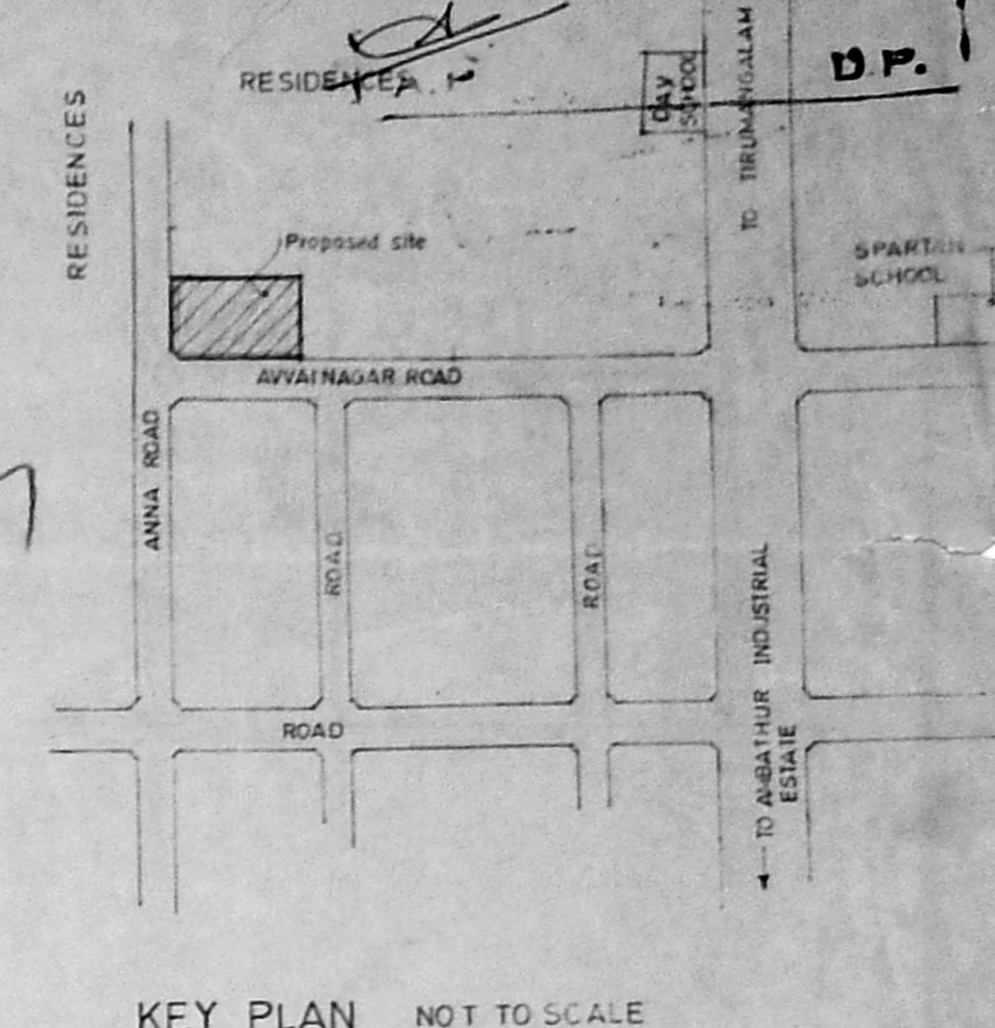 RESIDENCES
D.P.
DAV
SCHOOL
TO TIRUMANGALAM
RESIDENCES
Proposed site
SPARTAN
SCHOOL
AVVAI NAGAR ROAD
ANNA ROAD
ROAD
ROAD
ROAD
TO AMBATHUR INDUSTRIAL
ESTATE
KEY PLAN NOT TO SCALE